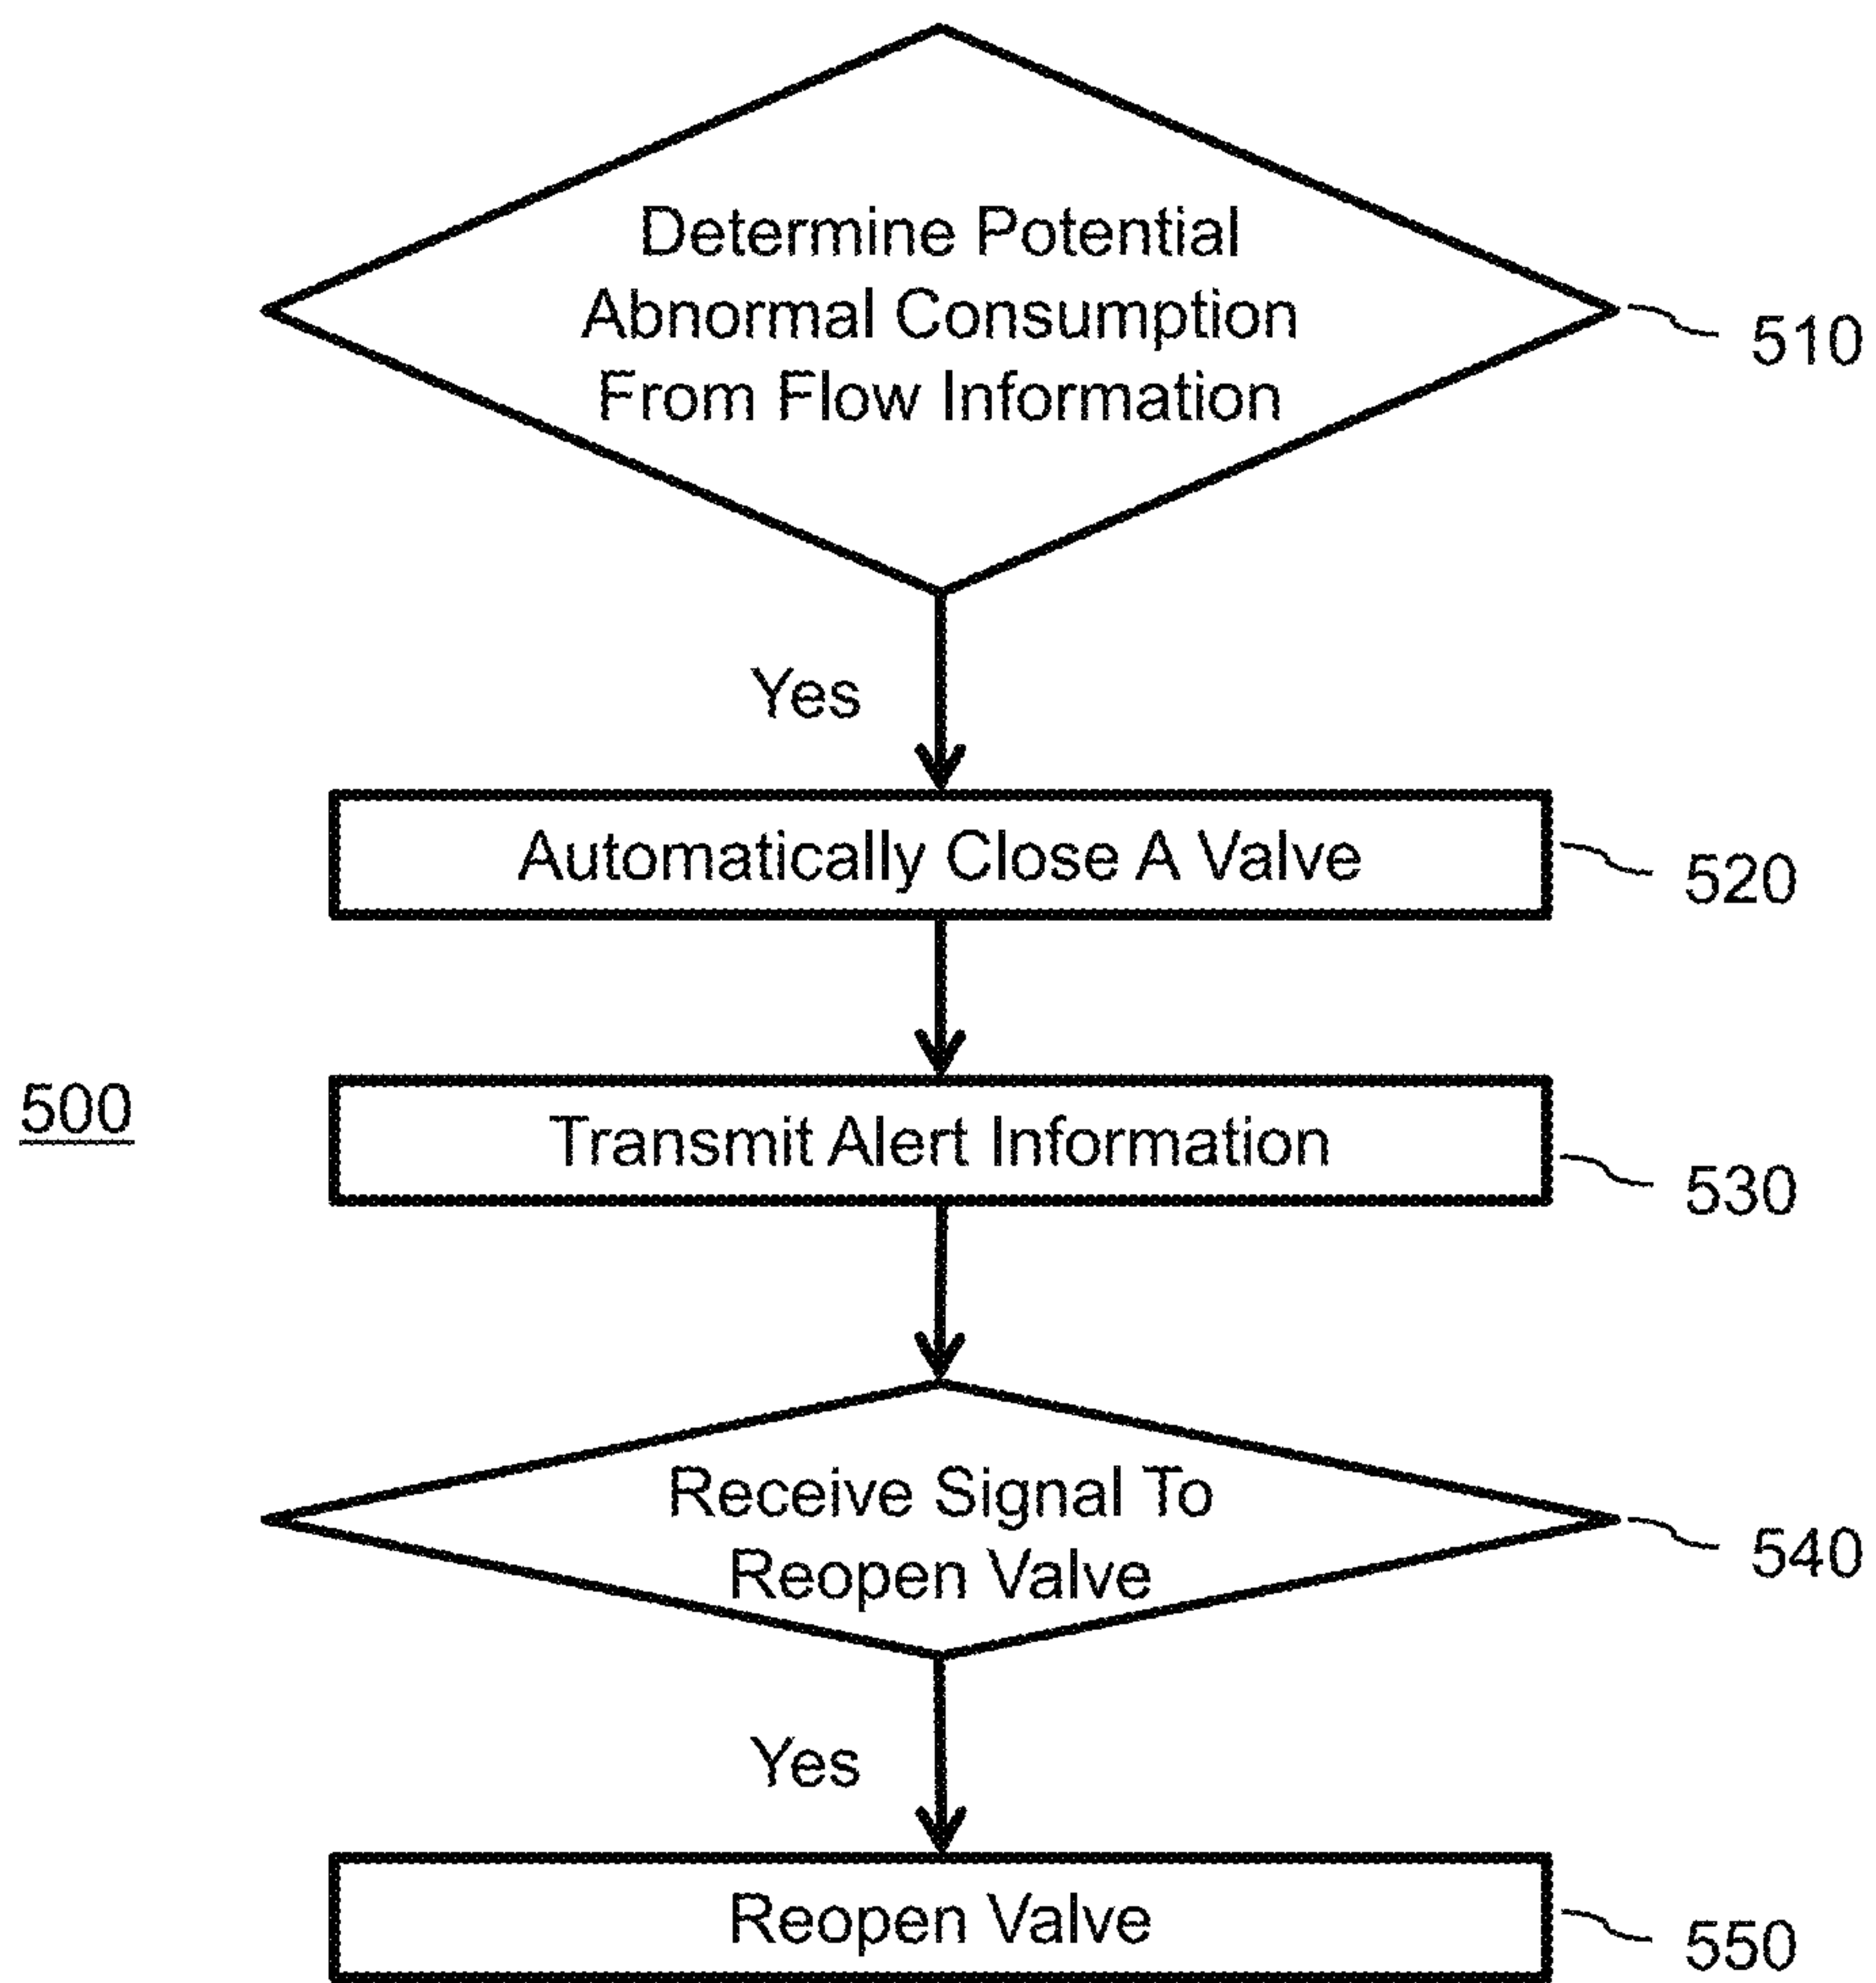 Determine Potential
Abnormal Consumption
From Flow Information
510
Yes
Automatically Close A Valve
520
500
Transmit Alert Information
530
Receive Signal To
Reopen Valve
540
Yes
Reopen Valve
550